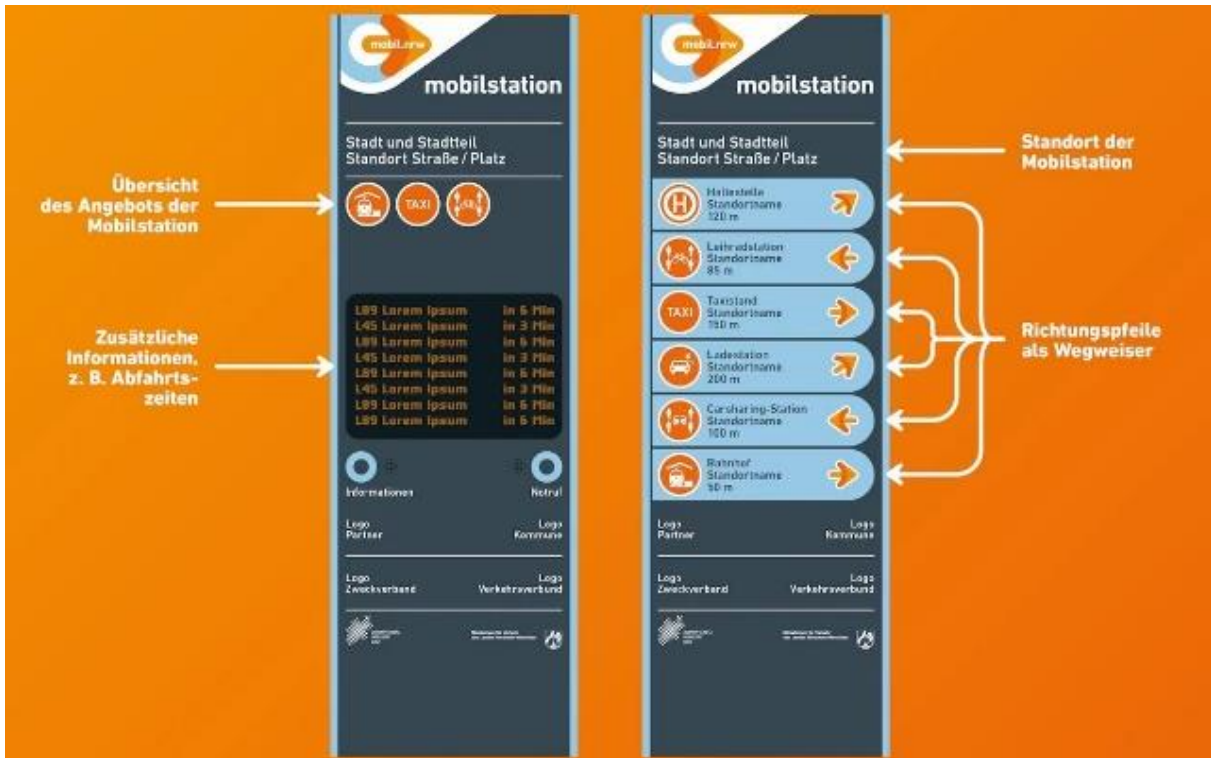 mobil.nrw
mobilstation
Stadt und Stadtteil
Standort Straße / Platz
TAXI
Übersicht
des Angebots der
Mobilstation
L89 Lorem Ipsum in 6 Min
L45 Lorem Ipsum in 3 Min
L89 Lorem Ipsum in 6 Min
L45 Lorem Ipsum in 3 Min
L89 Lorem Ipsum in 6 Min
L45 Lorem Ipsum in 3 Min
L89 Lorem Ipsum in 6 Min
L89 Lorem Ipsum in 6 Min
Zusätzliche
Informationen,
z. B. Abfahrts-
zeiten
Informationen Notruf
Logo Logo
Partner Kommune
Logo Logo
Zweckverband Verkehrsverbund
mobil.nrw
mobilstation
Stadt und Stadtteil
Standort Straße / Platz
Standort der
Mobilstation
H
Haltestelle
Standortname
120 m
Leihradstation
Standortname
85 m
TAXI
Taxistand
Standortname
150 m
Ladestation
Standortname
200 m
Carsharing-Station
Standortname
100 m
Bahnhof
Standortname
50 m
Richtungspfeile
als Wegweiser
Logo Logo
Partner Kommune
Logo Logo
Zweckverband Verkehrsverbund